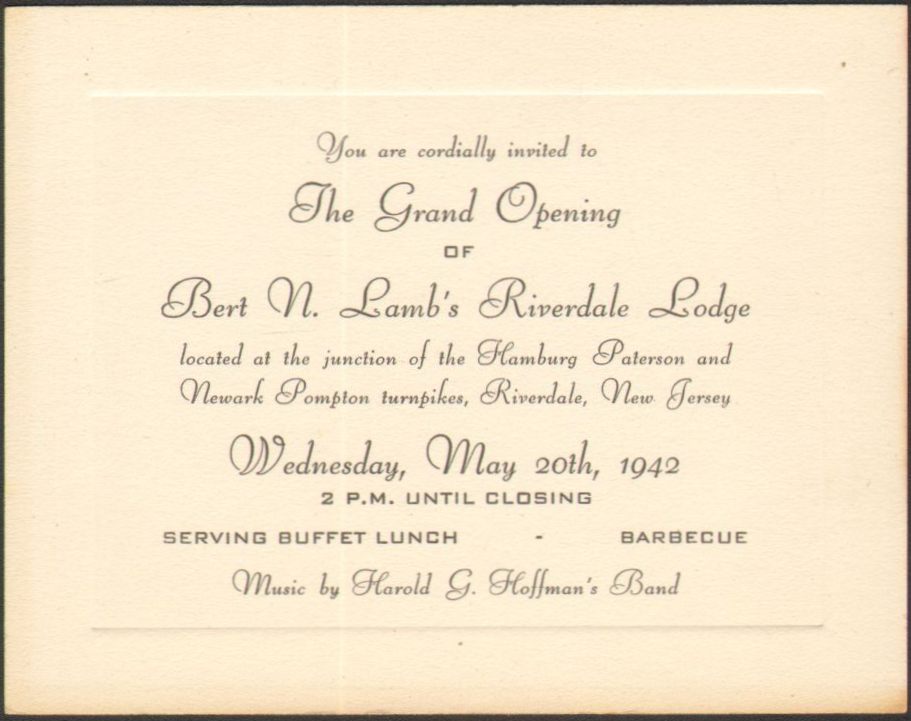 You are cordially invited to
The Grand Opening
OF
Bert N. Lamb's Riverdale Lodge
located at the junction of the Hamburg Paterson and
Newark Pompton turnpikes, Riverdale, New Jersey
Wednesday, May 20th, 1942
2 P.M. UNTIL CLOSING
SERVING BUFFET LUNCH - BARBECUE
Music by Harold G. Hoffman's Band